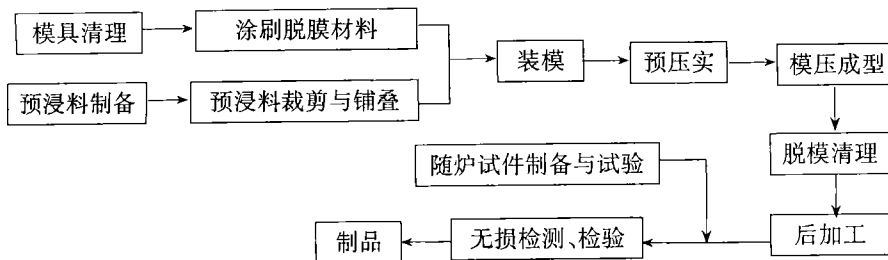 模具清理
涂刷脱膜材料
装模
预压实
模压成型
预浸料制备
预浸料裁剪与铺叠
随炉试件制备与试验
脱模清理
制品
无损检测、检验
后加工